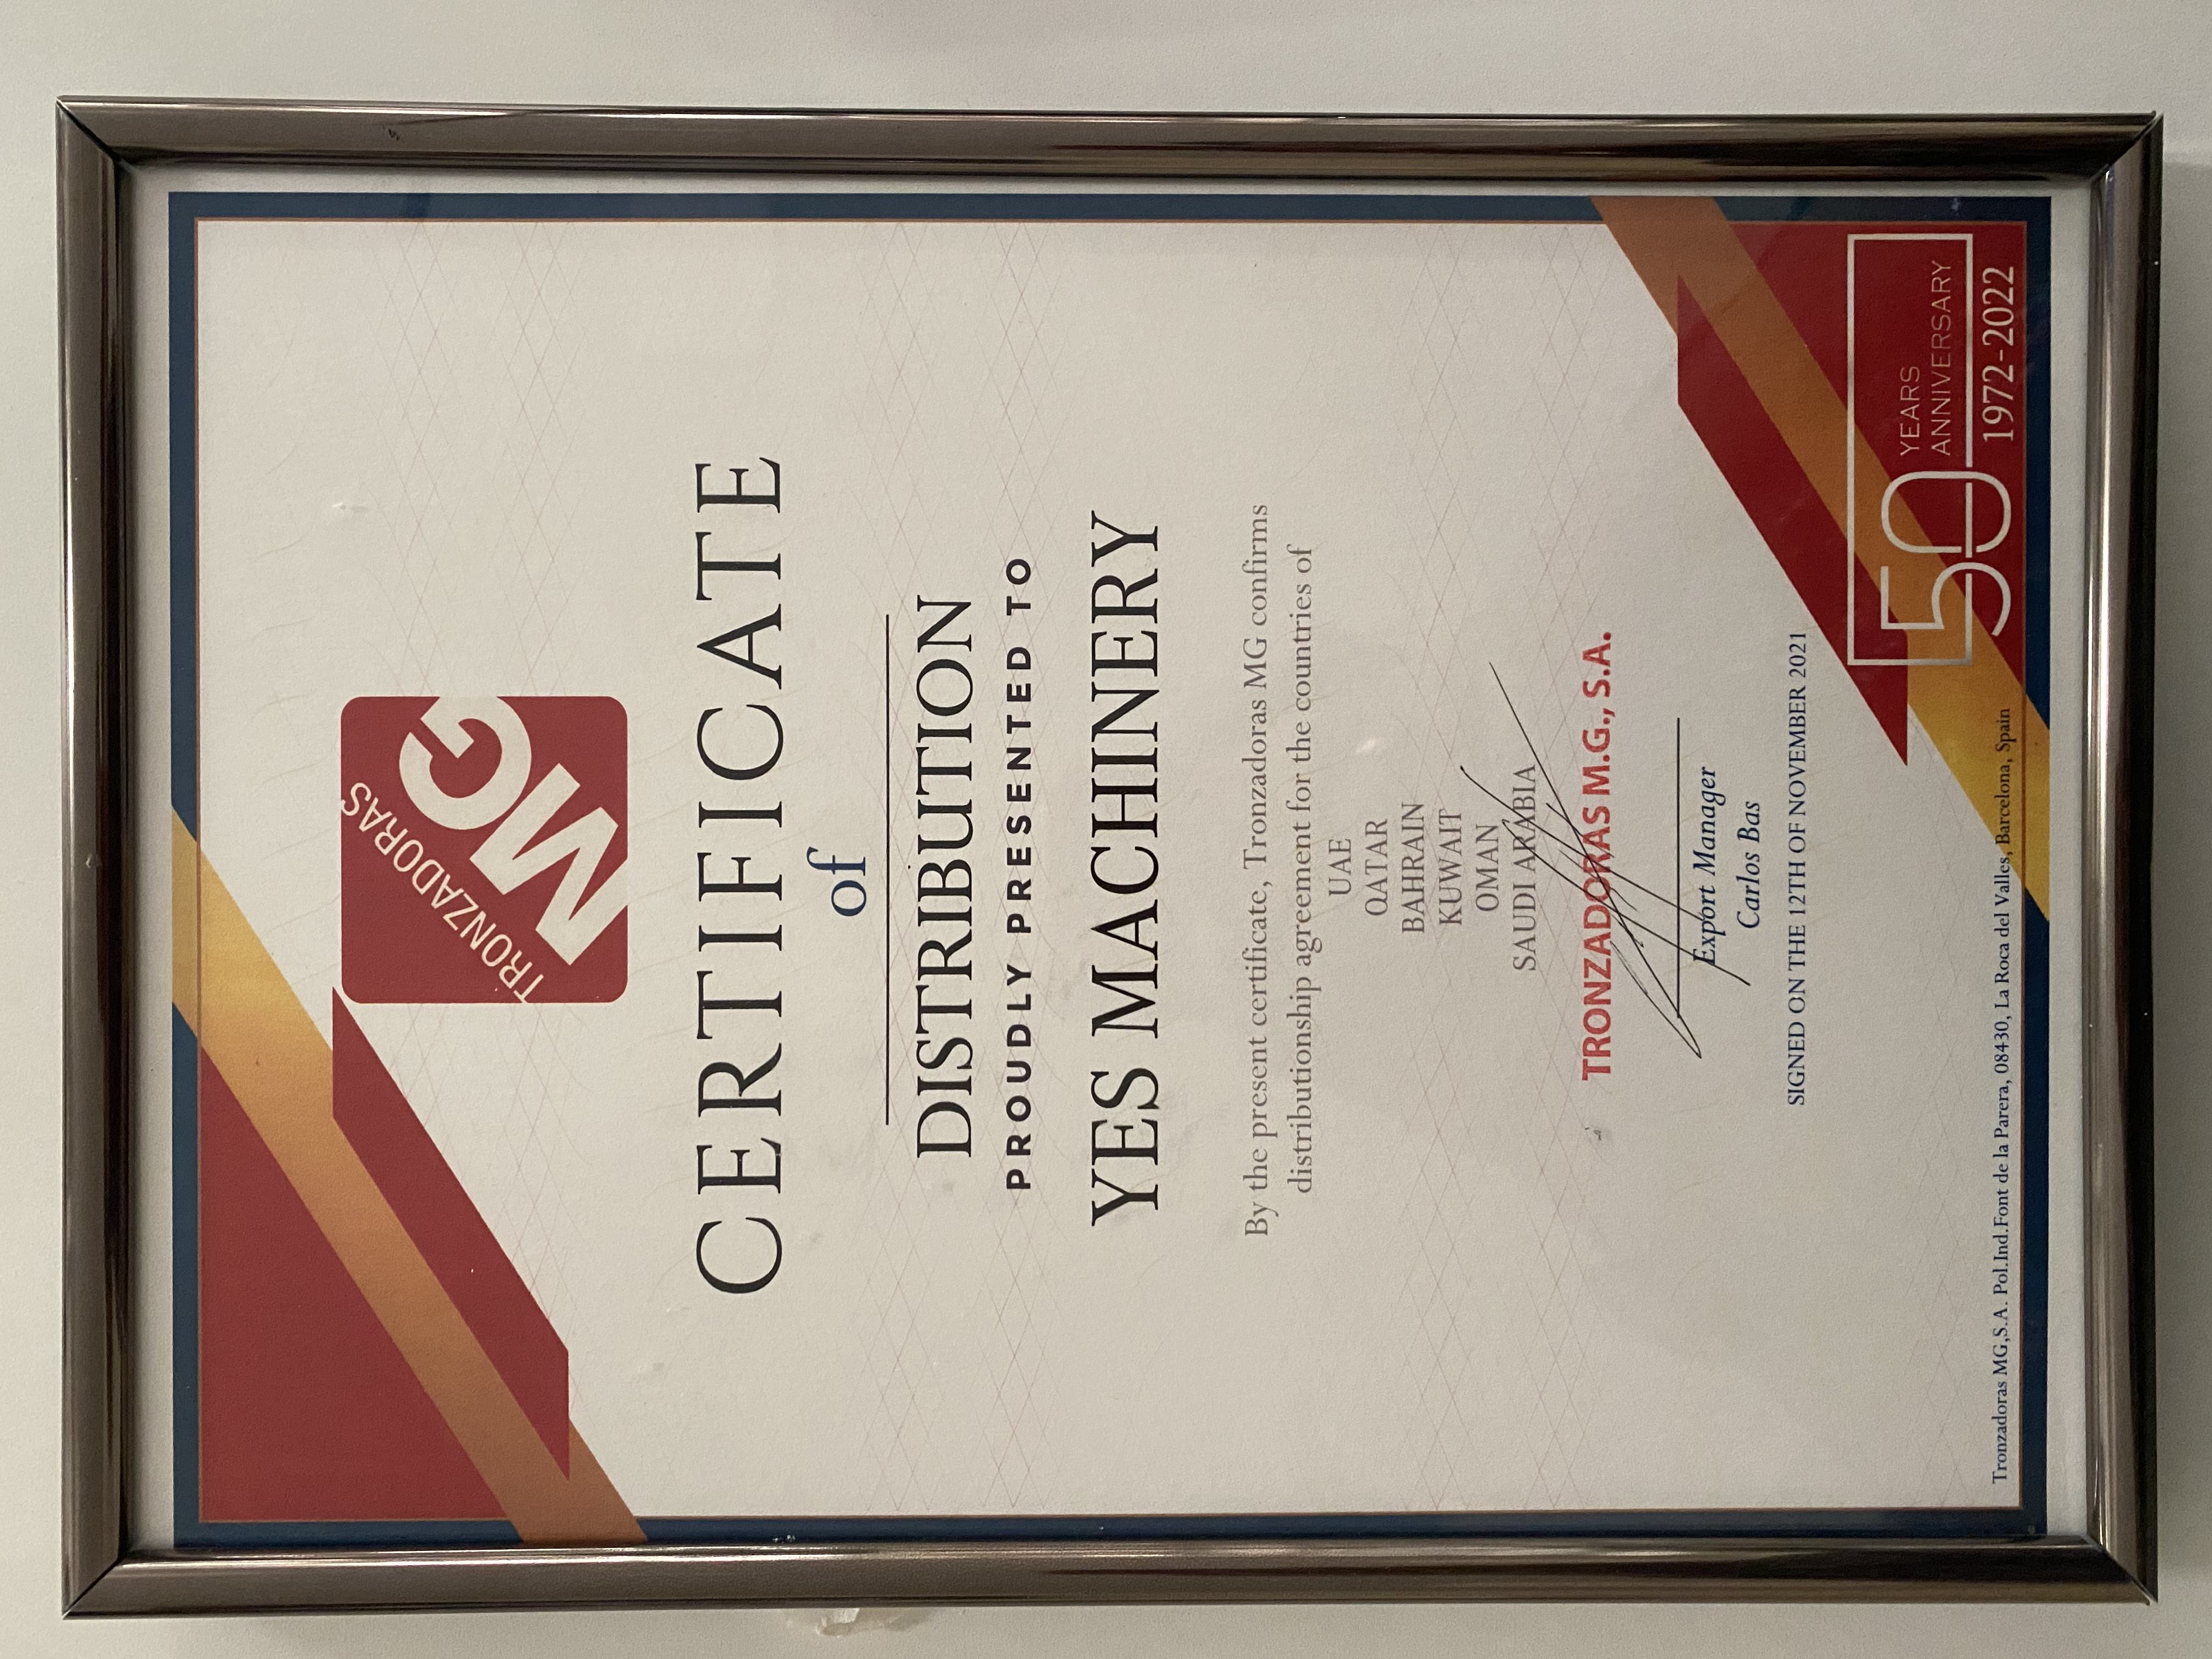 TRONZADORAS
MG
CERTIFICATE
of
DISTRIBUTION
PROUDLY PRESENTED TO
YES MACHINERY
By the present certificate, Tronzadoras MG confirms
distributionship agreement for the countries of
UAE
QATAR
BAHRAIN
KUWAIT
OMAN
SAUDI ARABIA
TRONZADORAS M.G., S.A.
Export Manager
Carlos Bas
SIGNED ON THE 12TH OF NOVEMBER 2021
50 YEARS
ANNIVERSARY
1972-2022
Tronzadoras MG,S.A. Pol.Ind.Font de la Parera, 08430, La Roca del Valles, Barcelona, Spain